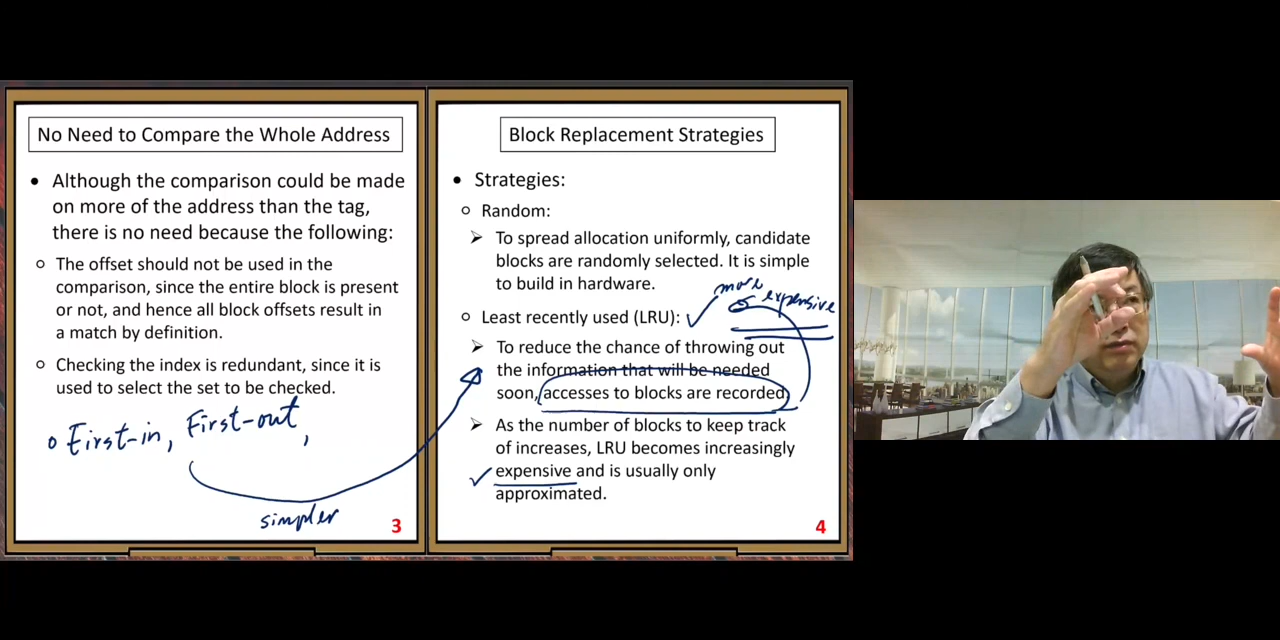 No Need to Compare the Whole Address
• Although the comparison could be made
on more of the address than the tag,
there is no need because the following:
o The offset should not be used in the
comparison, since the entire block is present
or not, and hence all block offsets result in
a match by definition.
o Checking the index is redundant, since it is
used to select the set to be checked.
o First-in, First-out,
simpler
3
Block Replacement Strategies
• Strategies:
o Random:
➢ To spread allocation uniformly, candidate
blocks are randomly selected. It is simple
to build in hardware.
more
expensive
o Least recently used (LRU): ✓
➢ To reduce the chance of throwing out
the information that will be needed
soon, accesses to blocks are recorded
➢ As the number of blocks to keep track
of increases, LRU becomes increasingly
✓ expensive and is usually only
approximated.
4